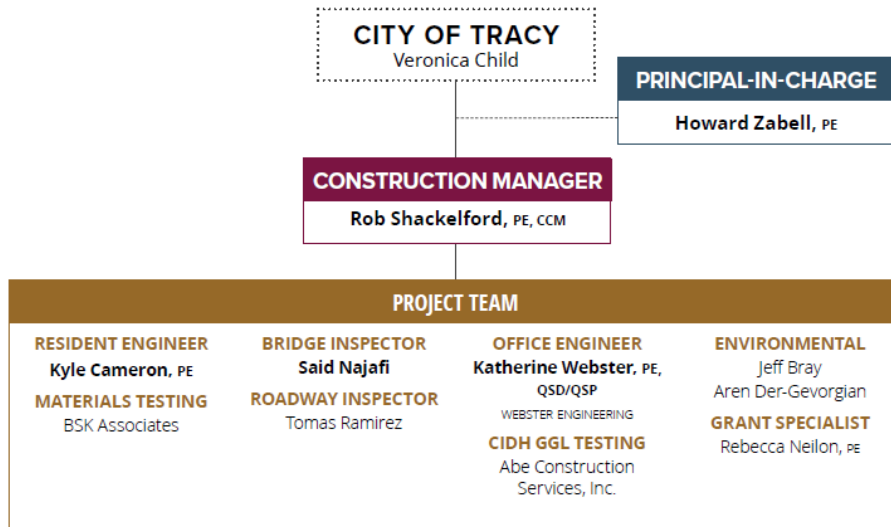 CITY OF TRACY
Veronica Child
PRINCIPAL-IN-CHARGE
Howard Zabell, PE
CONSTRUCTION MANAGER
Rob Shackelford, PE, CCM
PROJECT TEAM
RESIDENT ENGINEER
Kyle Cameron, PE
MATERIALS TESTING
BSK Associates
BRIDGE INSPECTOR
Said Najafi
ROADWAY INSPECTOR
Tomas Ramirez
OFFICE ENGINEER
Katherine Webster, PE,
QSD/QSP
WEBSTER ENGINEERING
CIDH GGL TESTING
Abe Construction
Services, Inc.
ENVIRONMENTAL
Jeff Bray
Aren Der-Gevorgian
GRANT SPECIALIST
Rebecca Neilon, PE